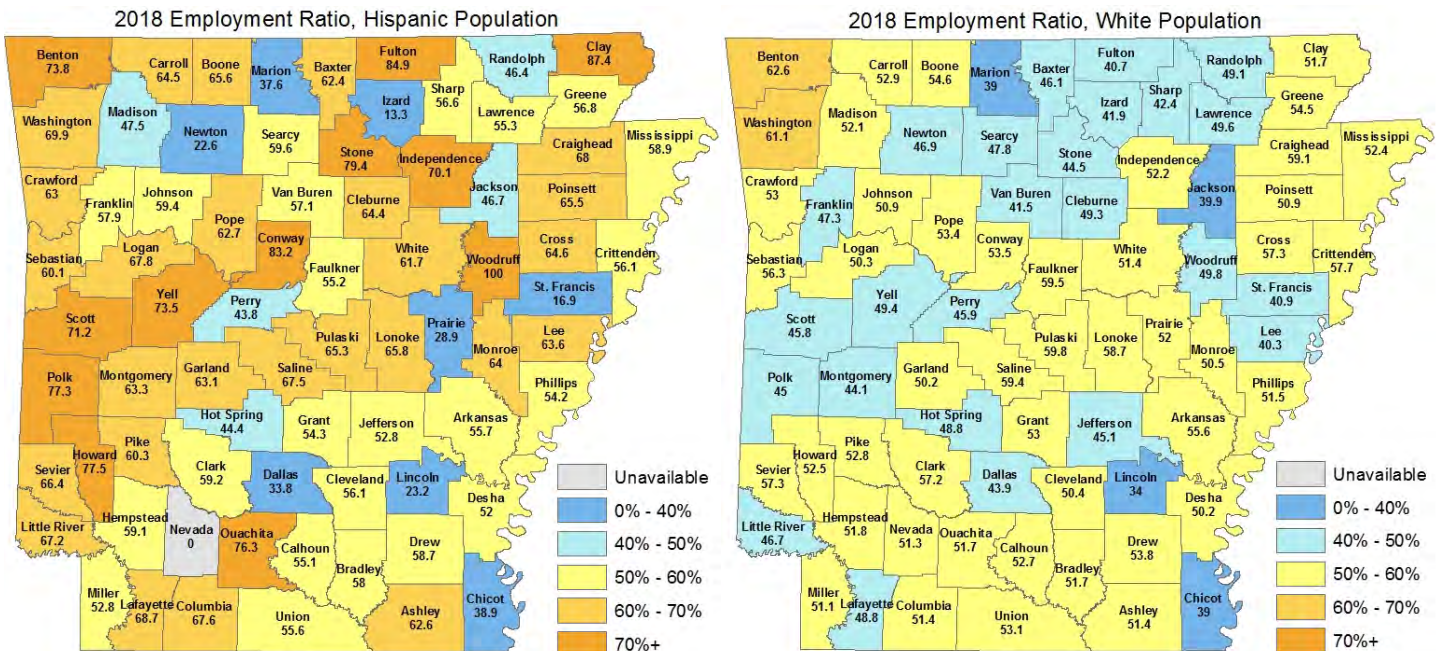 2018 Employment Ratio, Hispanic Population
Benton
73.8
Carroll
64.5
Boone
65.6
Marion
37.6
Baxter
62.4
Fulton
84.9
Randolph
46.4
Clay
87.4
Washington
69.9
Madison
47.5
Newton
22.6
Searcy
59.6
Izard
13.3
Sharp
56.6
Lawrence
55.3
Greene
56.8
Mississippi
58.9
Stone
79.4
Independence
70.1
Craighead
68
Crawford
63
Franklin
57.9
Johnson
59.4
Pope
62.7
Van Buren
57.1
Cleburne
64.4
Jackson
46.7
Poinsett
65.5
Sebastian
60.1
Logan
67.8
Conway
83.2
Faulkner
55.2
White
61.7
Woodruff
100
Cross
64.6
Crittenden
56.1
St. Francis
16.9
Scott
71.2
Yell
73.5
Perry
43.8
Pulaski
65.3
Lonoke
65.8
Prairie
28.9
Monroe
64
Lee
63.6
Polk
77.3
Montgomery
63.3
Garland
63.1
Saline
67.5
Phillips
54.2
Hot Spring
44.4
Grant
54.3
Jefferson
52.8
Arkansas
55.7
Howard
77.5
Pike
60.3
Sevier
66.4
Clark
59.2
Dallas
33.8
Cleveland
56.1
Lincoln
23.2
Desha
52
Little River
67.2
Hempstead
59.1
Nevada
0
Ouachita
76.3
Calhoun
55.1
Bradley
58
Drew
58.7
Miller
52.8
Lafayette
68.7
Columbia
67.6
Union
55.6
Ashley
62.6
Chicot
38.9
Unavailable
0% - 40%
40% - 50%
50% - 60%
60% - 70%
70%+
2018 Employment Ratio, White Population
Benton
62.6
Carroll
52.9
Boone
54.6
Marion
39
Baxter
46.1
Fulton
40.7
Randolph
49.1
Clay
51.7
Washington
61.1
Madison
52.1
Newton
46.9
Searcy
47.8
Izard
41.9
Sharp
42.4
Lawrence
49.6
Greene
54.5
Mississippi
52.4
Stone
44.5
Independence
52.2
Craighead
59.1
Crawford
53
Franklin
47.3
Johnson
50.9
Pope
53.4
Van Buren
41.5
Cleburne
49.3
Jackson
39.9
Poinsett
50.9
Sebastian
56.3
Logan
50.3
Conway
53.5
Faulkner
59.5
White
51.4
Woodruff
49.8
Cross
57.3
Crittenden
57.7
St. Francis
40.9
Scott
45.8
Yell
49.4
Perry
45.9
Pulaski
59.8
Lonoke
58.7
Prairie
52
Monroe
50.5
Lee
40.3
Polk
45
Montgomery
44.1
Garland
50.2
Saline
59.4
Phillips
51.5
Hot Spring
48.8
Grant
53
Jefferson
45.1
Arkansas
55.6
Howard
52.5
Pike
52.8
Sevier
57.3
Clark
57.2
Dallas
43.9
Cleveland
50.4
Lincoln
34
Desha
50.2
Little River
46.7
Hempstead
51.8
Nevada
51.3
Ouachita
51.7
Calhoun
52.7
Bradley
51.7
Drew
53.8
Miller
51.1
Lafayette
48.8
Columbia
51.4
Union
53.1
Ashley
51.4
Chicot
39
Unavailable
0% - 40%
40% - 50%
50% - 60%
60% - 70%
70%+